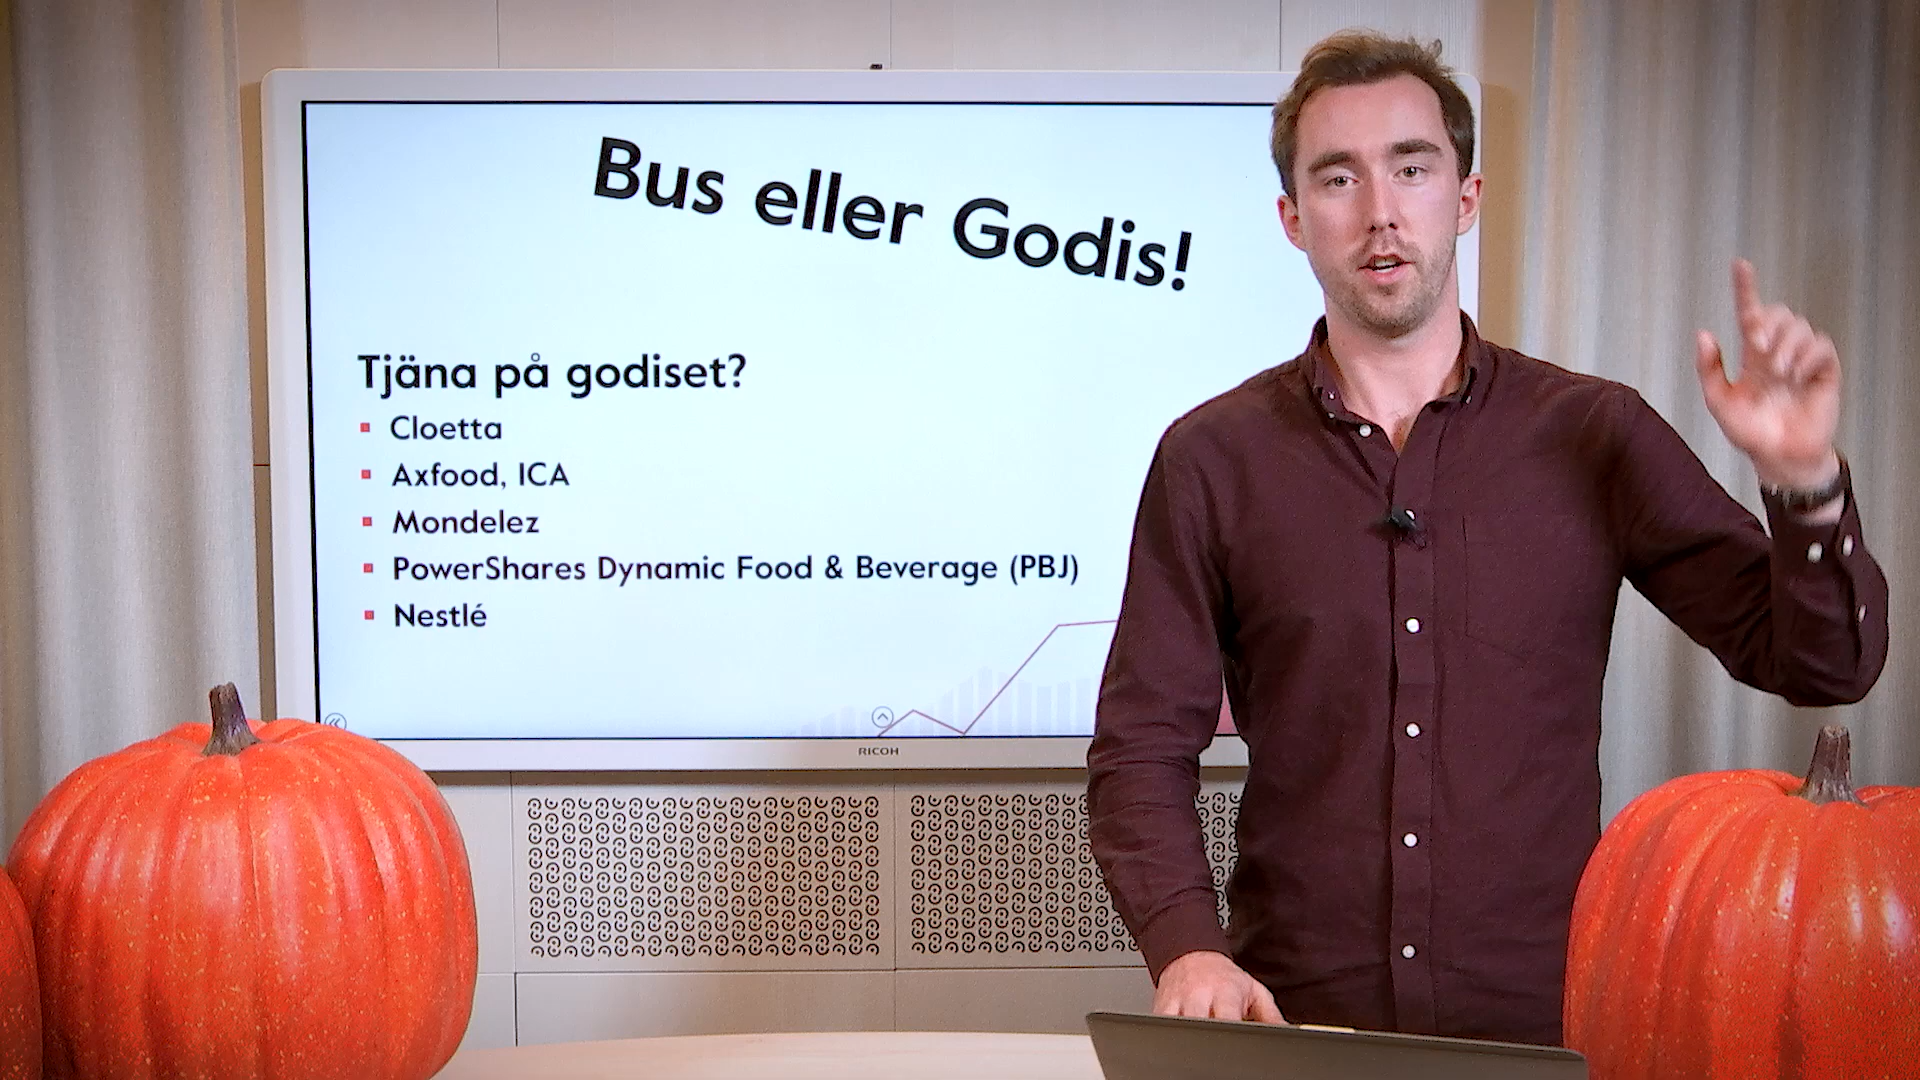 Bus eller Godis!
Tjäna på godiset?
Cloetta
Axfood, ICA
Mondelez
PowerShares Dynamic Food & Beverage (PBJ)
Nestlé
RICOH